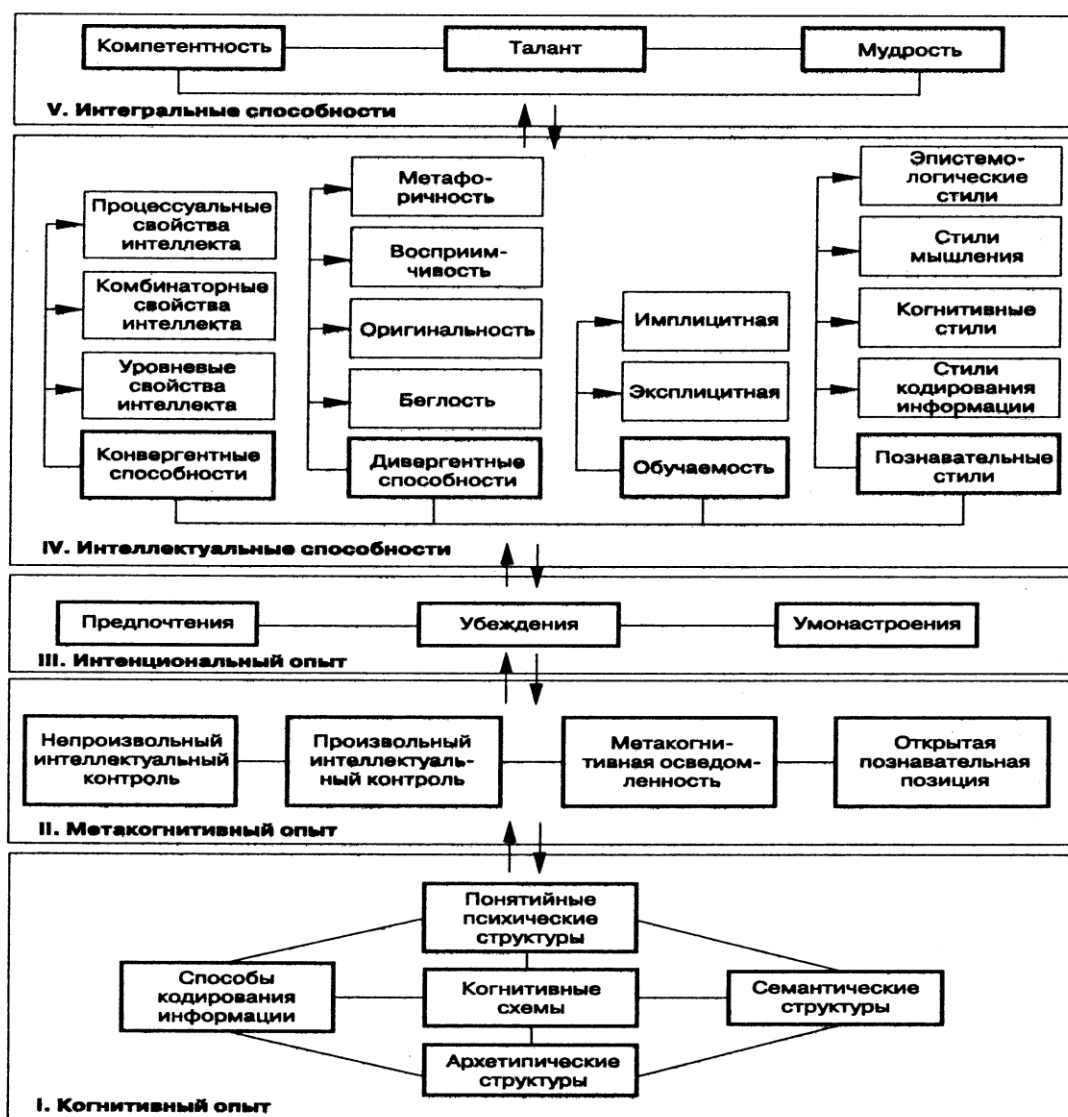 Компетентность
Талант
Мудрость
V. Интегральные способности
Процессуальные
свойства
интеллекта
Комбинаторные
свойства
интеллекта
Уровневые
свойства
интеллекта
Конвергентные
способности
Метафо-
ричность
Восприим-
чивость
Оригинальность
Беглость
Дивергентные
способности
Имплицитная
Эксплицитная
Обучаемость
Эпистемо-
логические
стили
Стили
мышления
Когнитивные
стили
Стили
кодирования
информации
Познавательные
стили
IV. Интеллектуальные способности
Предпочтения
Убеждения
Умонастроения
III. Интенциональный опыт
Непроизвольный
интеллектуальный
контроль
Произвольный
интеллектуаль-
ный контроль
Метакогни-
тивная осведом-
ленность
Открытая
познавательная
позиция
II. Метакогнитивный опыт
Понятийные
психические
структуры
Способы
кодирования
информации
Когнитивные
схемы
Семантические
структуры
Архетипические
структуры
I. Когнитивный опыт